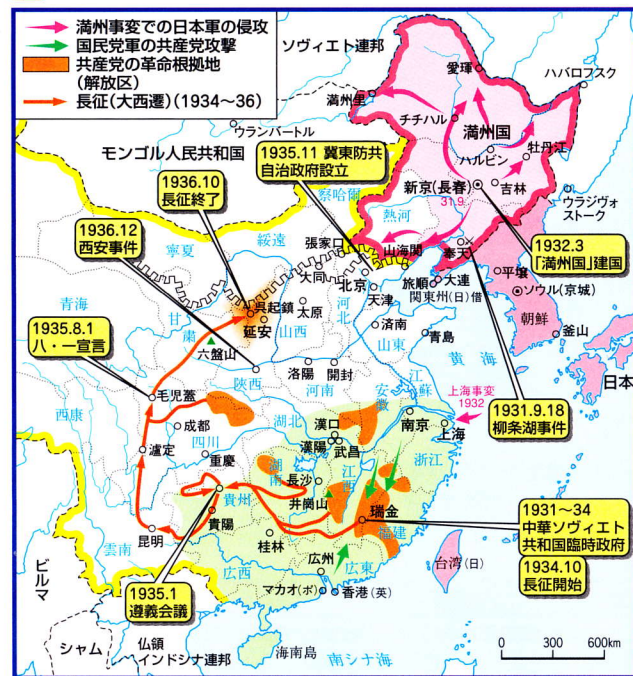 満州事変での日本軍の侵攻
国民党軍の共産党攻撃
共産党の革命根拠地
(解放区)
長征(大西遷)(1934〜36)
ソヴィエト連邦
愛琿
ハバロフスク
満州里
チチハル
満州国
ウランバートル
牡丹江
ハルビン
モンゴル人民共和国
1935.11 冀東防共
自治政府設立
新京(長春)
31.9
吉林
ウラジヴォ
ストーク
1936.10
長征終了
察哈爾
熱河
1936.12
西安事件
綏遠
張家口
山海関
奉天
1932.3
「満州国」建国
寧夏
大同
北京
旅順
大連
関東州(日)借
平壌
ソウル(京城)
天津
朝鮮
青海
呉起鎮
延安
太原
河北
甘粛
山西
済南
釜山
1935.8.1
八・一宣言
六盤山
山東
青島
黄海
陝西
洛陽
開封
河南
日本
毛児蓋
江蘇
安徽
上海事変
1932
1931.9.18
柳条湖事件
西康
成都
湖北
漢口
南京
四川
漢陽
武昌
上海
瀘定
重慶
浙江
湖南
長沙
江西
1931〜34
中華ソヴィエト
共和国臨時政府
1934.10
長征開始
貴州
井崗山
瑞金
貴陽
福建
昆明
桂林
雲南
広州
広東
台湾(日)
ビルマ
1935.1
遵義会議
広西
マカオ(ポ)
香港(英)
シャム
仏領
インドシナ連邦
海南島
南シナ海
0 300 600km